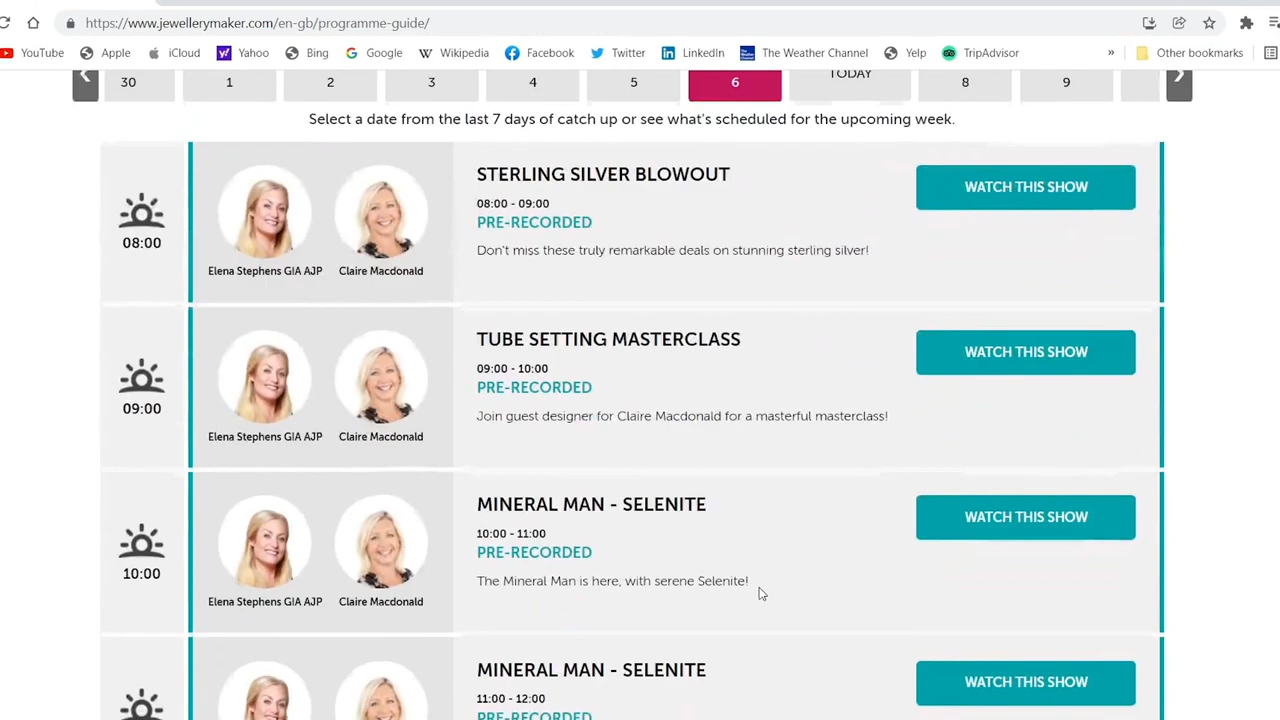 https://www.jewellerymaker.com/en-gb/programme-guide/
YouTube Apple iCloud Yahoo Bing Google Wikipedia Facebook Twitter LinkedIn The Weather Channel Yelp TripAdvisor » Other bookmarks
30 1 2 3 4 5 6 TODAY 8 9
Select a date from the last 7 days of catch up or see what's scheduled for the upcoming week.
08:00
Elena Stephens GIA AJP Claire Macdonald
STERLING SILVER BLOWOUT
08:00 - 09:00
PRE-RECORDED
Don't miss these truly remarkable deals on stunning sterling silver!
WATCH THIS SHOW
09:00
Elena Stephens GIA AJP Claire Macdonald
TUBE SETTING MASTERCLASS
09:00 - 10:00
PRE-RECORDED
Join guest designer for Claire Macdonald for a masterful masterclass!
WATCH THIS SHOW
10:00
Elena Stephens GIA AJP Claire Macdonald
MINERAL MAN - SELENITE
10:00 - 11:00
PRE-RECORDED
The Mineral Man is here, with serene Selenite!
WATCH THIS SHOW
MINERAL MAN - SELENITE
11:00 - 12:00
PRE-RECORDED
WATCH THIS SHOW